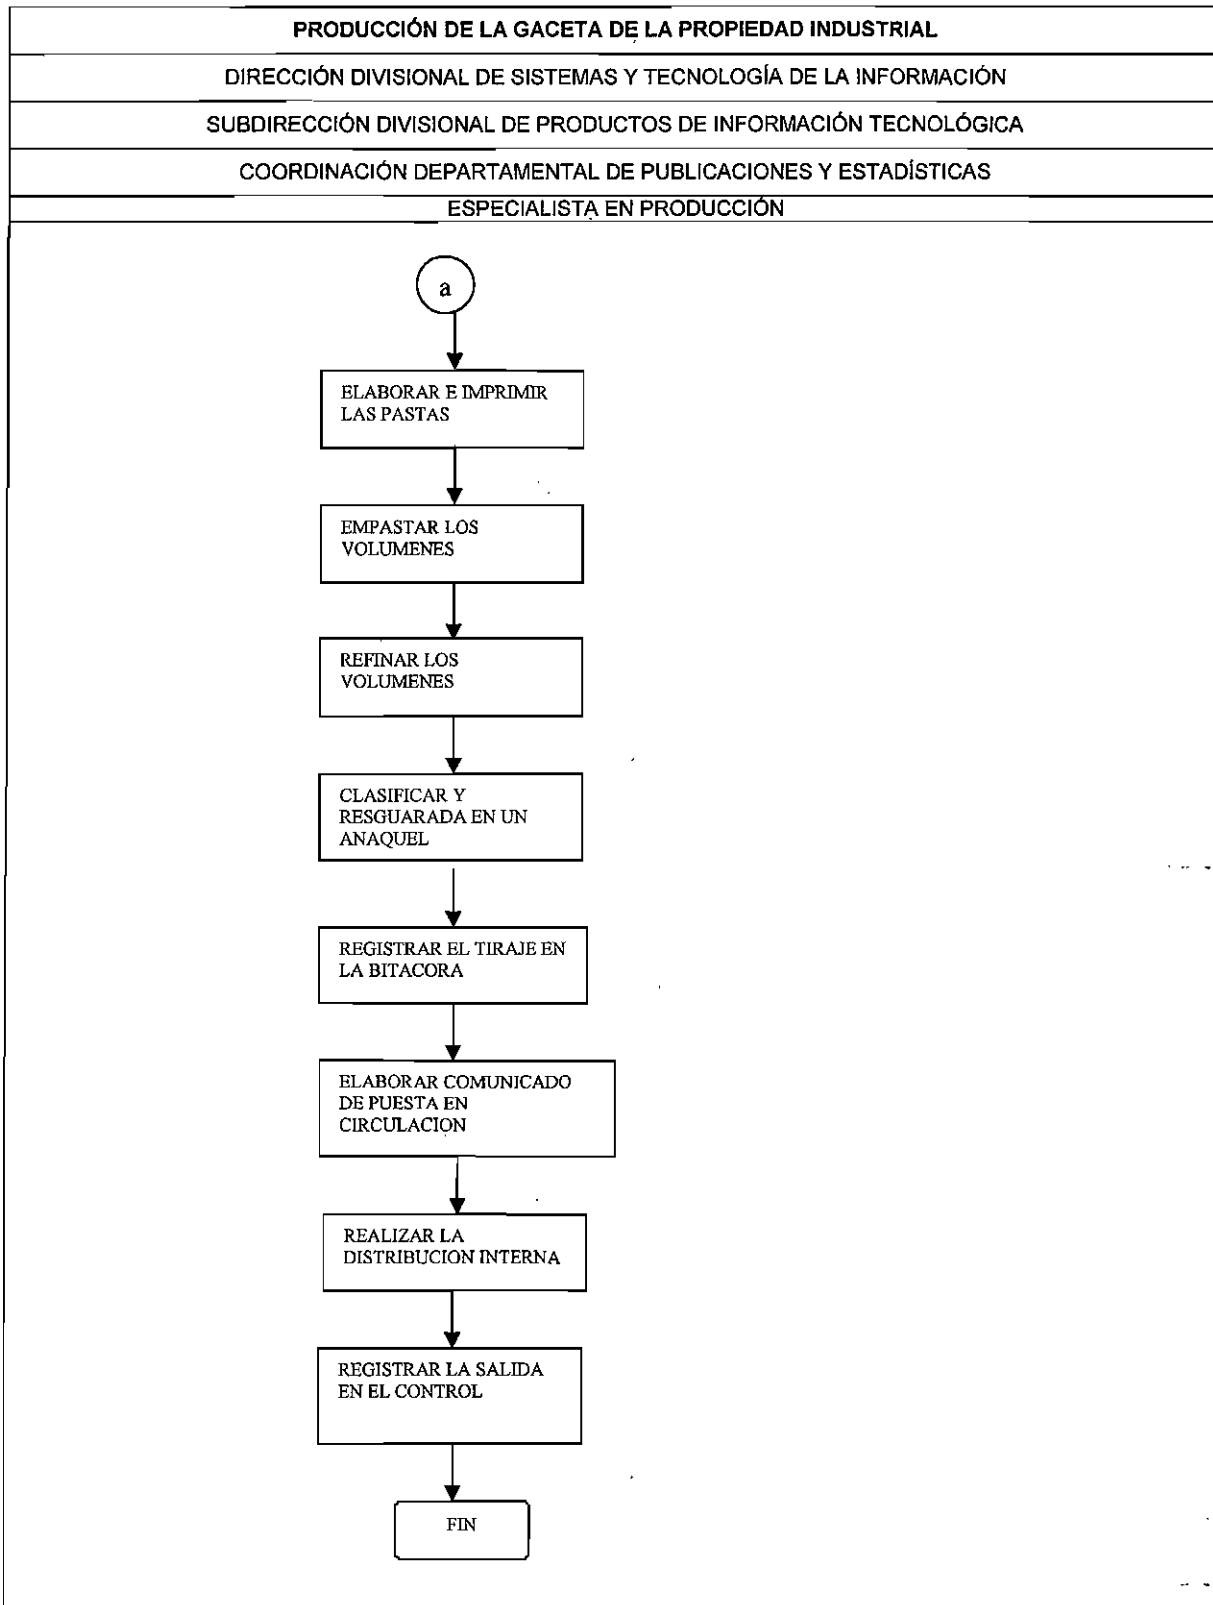 PRODUCCIÓN DE LA GACETA DE LA PROPIEDAD INDUSTRIAL
DIRECCIÓN DIVISIONAL DE SISTEMAS Y TECNOLOGÍA DE LA INFORMACIÓN
SUBDIRECCIÓN DIVISIONAL DE PRODUCTOS DE INFORMACIÓN TECNOLÓGICA
COORDINACIÓN DEPARTAMENTAL DE PUBLICACIONES Y ESTADÍSTICAS
ESPECIALISTA EN PRODUCCIÓN
a
ELABORAR E IMPRIMIR
LAS PASTAS
EMPASTAR LOS
VOLUMENES
REFINAR LOS
VOLUMENES
CLASIFICAR Y
RESGUARADA EN UN
ANAQUEL
REGISTRAR EL TIRAJE EN
LA BITACORA
ELABORAR COMUNICADO
DE PUESTA EN
CIRCULACION
REALIZAR LA
DISTRIBUCION INTERNA
REGISTRAR LA SALIDA
EN EL CONTROL
FIN